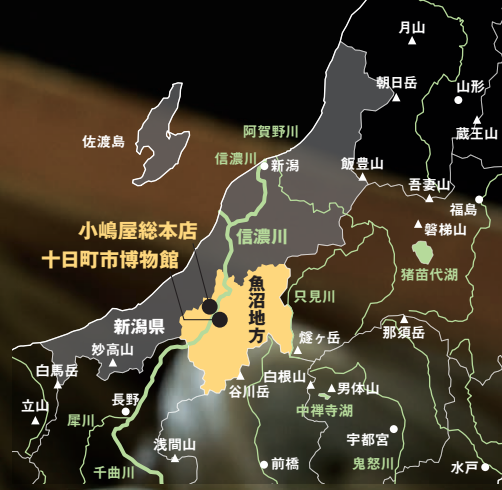 月山
朝日岳
山形
蔵王山
阿賀野川
佐渡島
信濃川
新潟
飯豊山
吾妻山
福島
小嶋屋総本店
信濃川
磐梯山
十日町市博物館
猪苗代湖
魚沼地方
只見川
新潟県
那須岳
燧ヶ岳
妙高山
白馬岳
白根山
男体山
谷川岳
立山
長野
中禅寺湖
犀川
浅間山
宇都宮
前橋
鬼怒川
水戸
千曲川